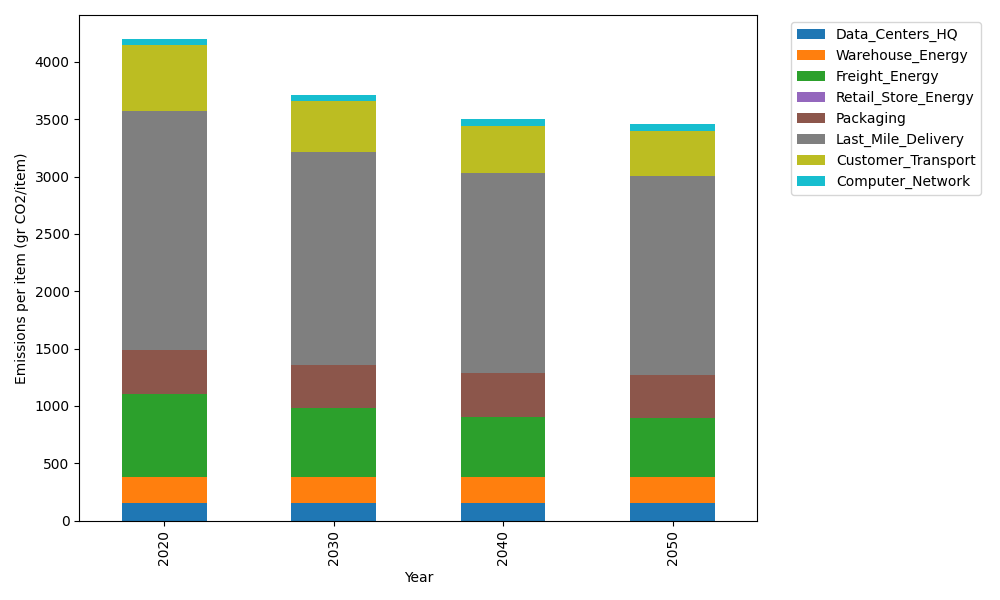 Data_Centers_HQ
Warehouse_Energy
Freight_Energy
Retail_Store_Energy
Packaging
Last_Mile_Delivery
Customer_Transport
Computer_Network
Emissions per item (gr CO2/item)
4000
3500
3000
2500
2000
1500
1000
500
0
2020
2030
2040
2050
Year